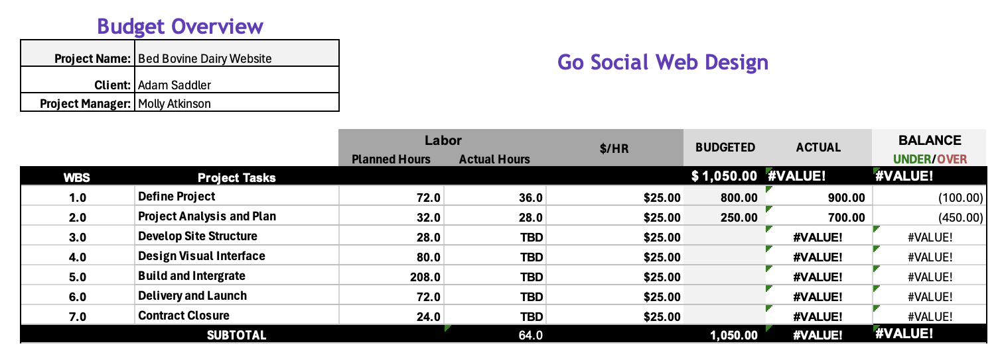 Budget Overview
Project Name: Bed Bovine Dairy Website
Go Social Web Design
Client: Adam Saddler
Project Manager: Molly Atkinson
Labor $/HR BUDGETED ACTUAL BALANCE
Planned Hours Actual Hours UNDER/OVER
WBS Project Tasks $ 1,050.00 #VALUE! #VALUE!
1.0 Define Project 72.0 36.0 $25.00 800.00 900.00 (100.00)
2.0 Project Analysis and Plan 32.0 28.0 $25.00 250.00 700.00 (450.00)
3.0 Develop Site Structure 28.0 TBD $25.00 #VALUE! #VALUE!
4.0 Design Visual Interface 80.0 TBD $25.00 #VALUE! #VALUE!
5.0 Build and Intergrate 208.0 TBD $25.00 #VALUE! #VALUE!
6.0 Delivery and Launch 72.0 TBD $25.00 #VALUE! #VALUE!
7.0 Contract Closure 24.0 TBD $25.00 #VALUE! #VALUE!
SUBTOTAL 64.0 1,050.00 #VALUE! #VALUE!